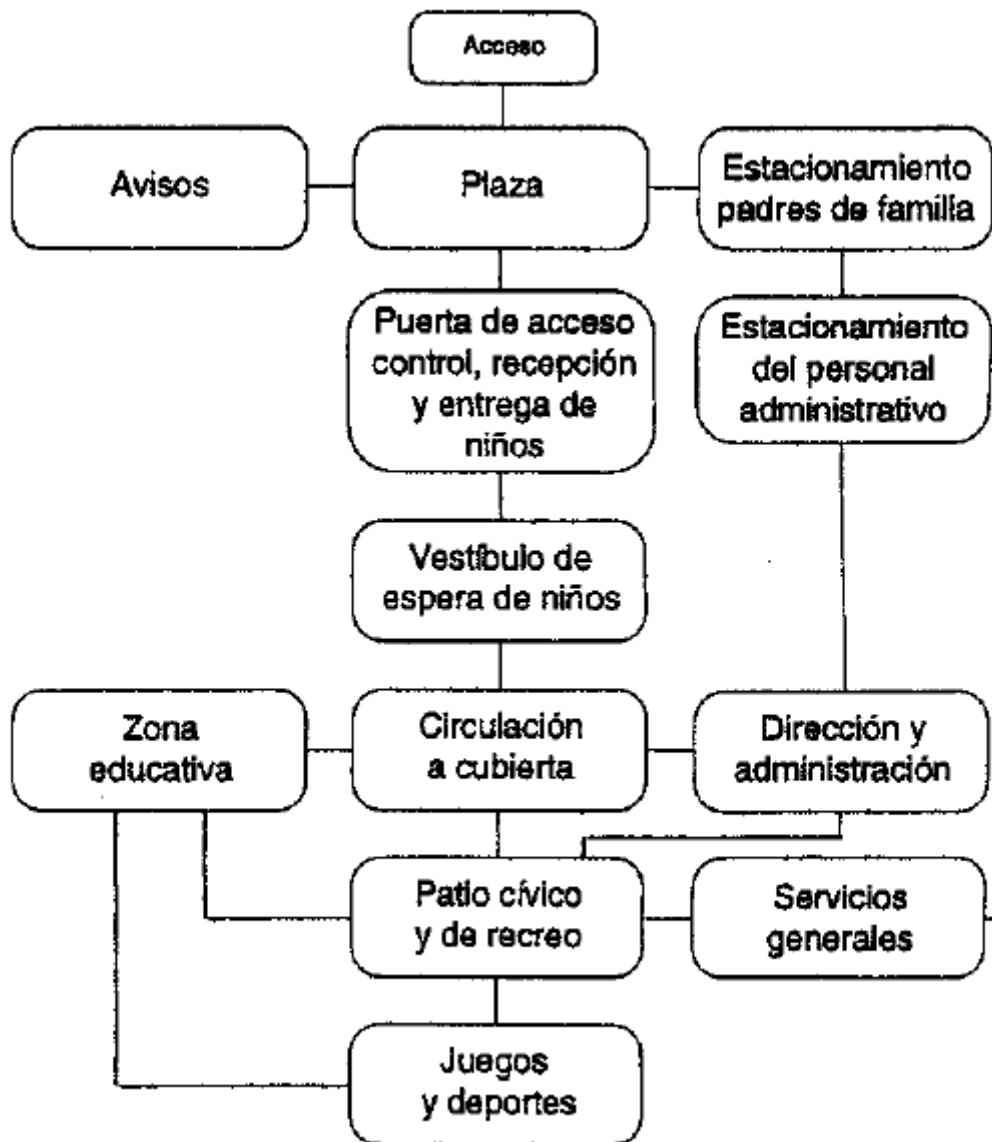 Acceso
Avisos
Plaza
Estacionamiento
padres de familia
Puerta de acceso
control, recepción
y entrega de
niños
Estacionamiento
del personal
administrativo
Vestíbulo de
espera de niños
Zona
educativa
Circulación
a cubierta
Dirección y
administración
Patio cívico
y de recreo
Servicios
generales
Juegos
y deportes